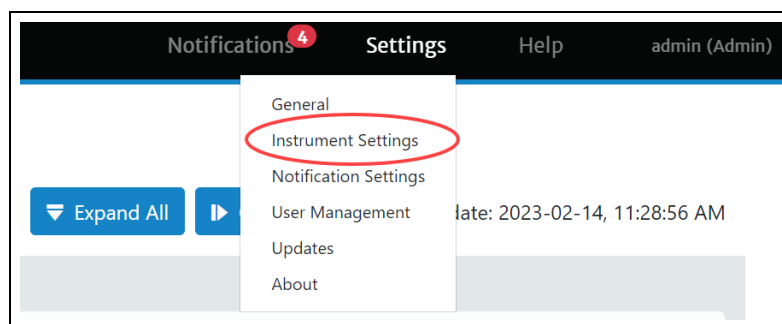 Notifications 4 Settings Help admin (Admin)
General
Instrument Settings
Notification Settings
User Management
Expand All date: 2023-02-14, 11:28:56 AM
Updates
About